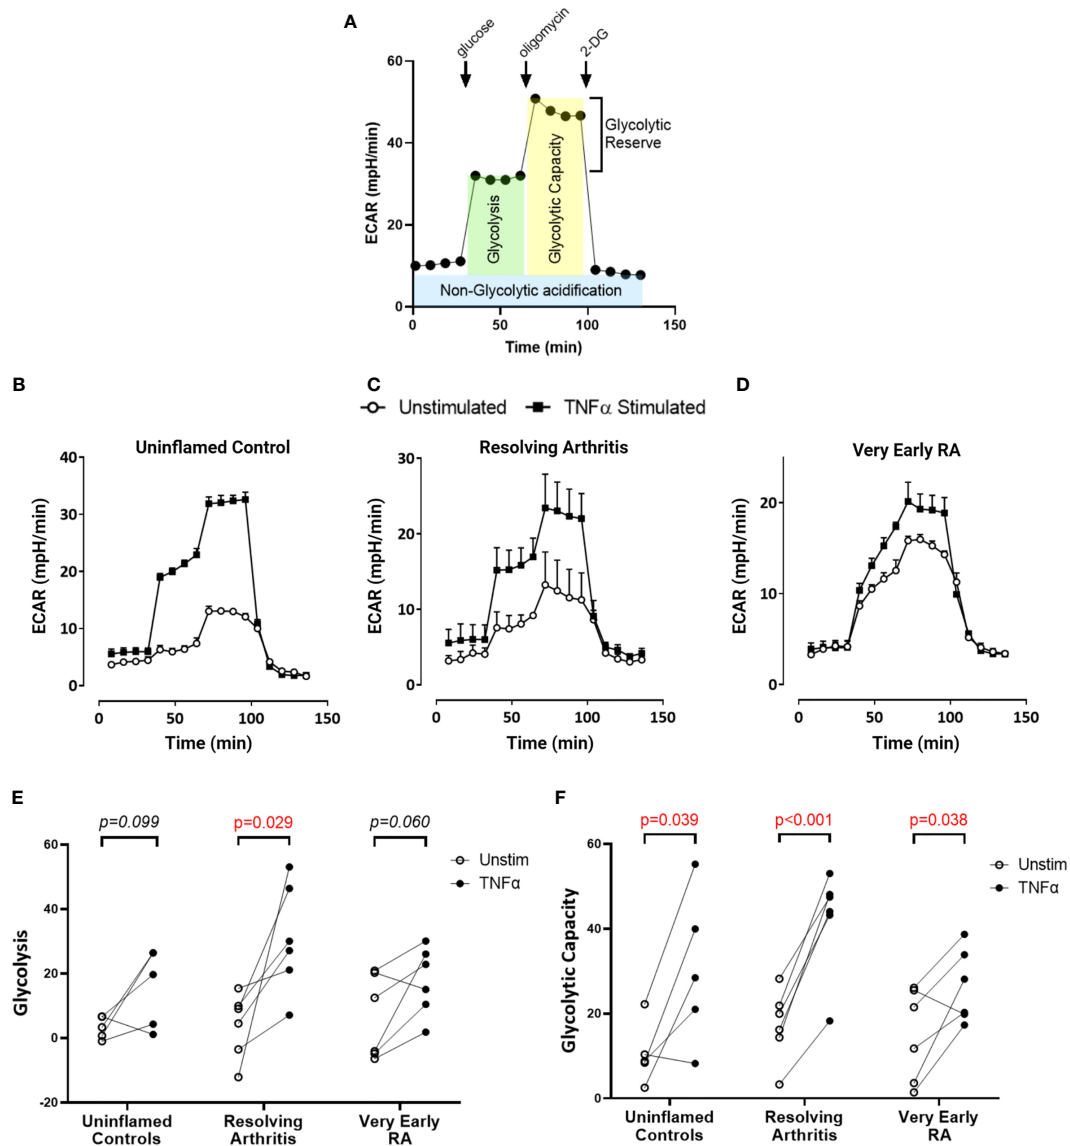 A
glucose
oligomycin
2-DG
60
40
20
0
ECAR (mpH/min)
Glycolysis
Glycolytic Capacity
Glycolytic
Reserve
Non-Glycolytic acidification
0
50
100
150
Time (min)
B
C
D
Unstimulated
TNFα Stimulated
Uninflamed Control
40
30
20
10
0
ECAR (mpH/min)
0
50
100
150
Time (min)
Resolving Arthritis
30
20
10
0
ECAR (mpH/min)
0
50
100
150
Time (min)
Very Early RA
20
10
0
ECAR (mpH/min)
0
50
100
150
Time (min)
E
p=0.099
p=0.029
p=0.060
60
40
20
0
-20
Glycolysis
Unstim
TNFα
Uninflamed
Controls
Resolving
Arthritis
Very Early
RA
F
p=0.039
p<0.001
p=0.038
60
40
20
0
Glycolytic Capacity
Unstim
TNFα
Uninflamed
Controls
Resolving
Arthritis
Very Early
RA